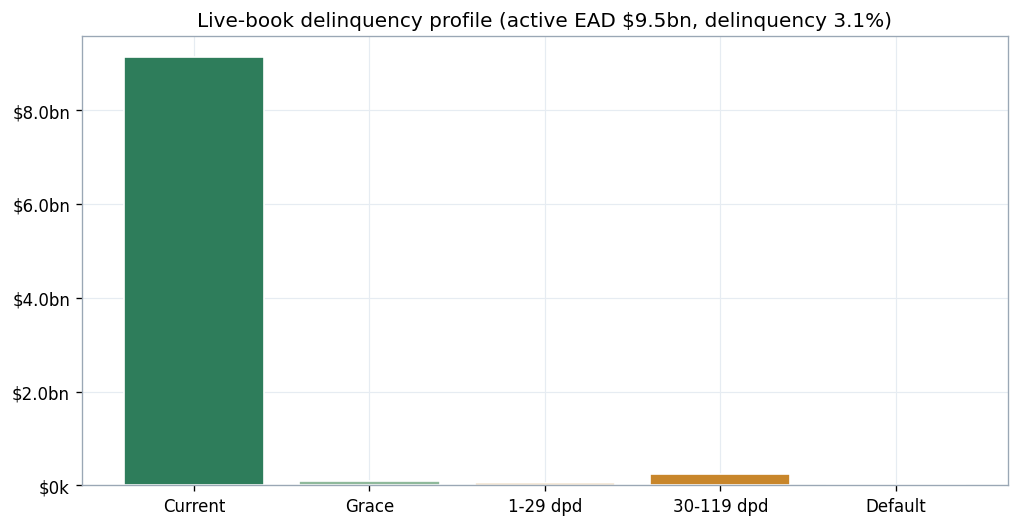 Live-book delinquency profile (active EAD $9.5bn, delinquency 3.1%)
$8.0bn
$6.0bn
$4.0bn
$2.0bn
$0k
Current Grace 1-29 dpd 30-119 dpd Default